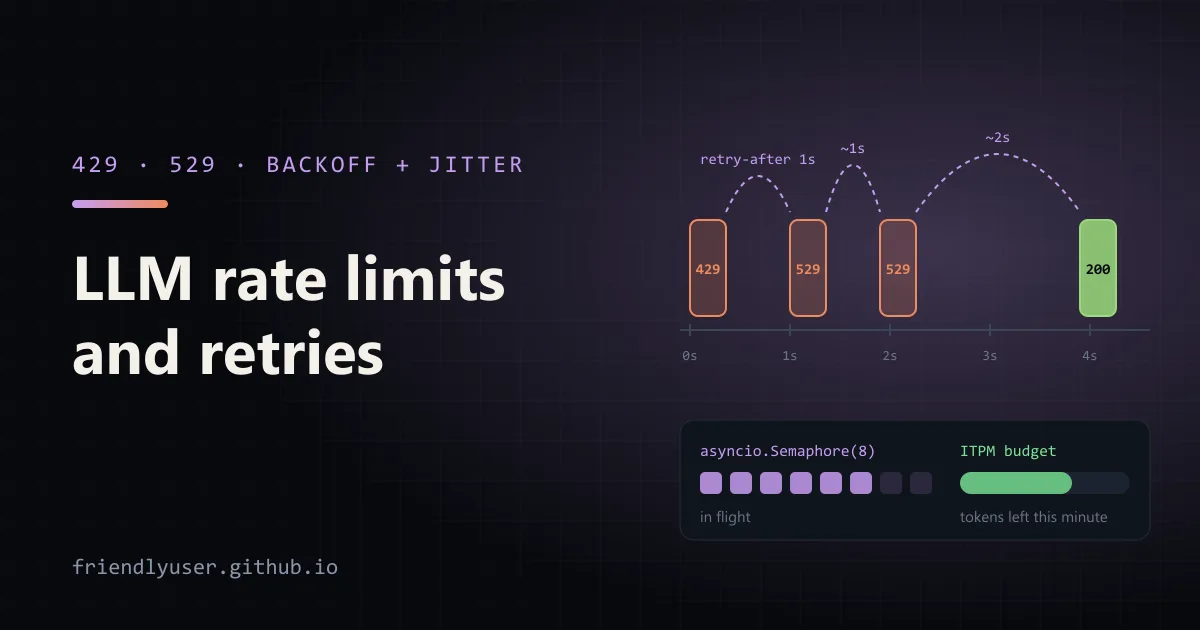 429 · 529 · BACKOFF + JITTER
LLM rate limits
and retries
friendlyuser.github.io
retry-after 1s
~1s
~2s
429
529
529
200
0s
1s
2s
3s
4s
asyncio.Semaphore(8)
in flight
ITPM budget
tokens left this minute